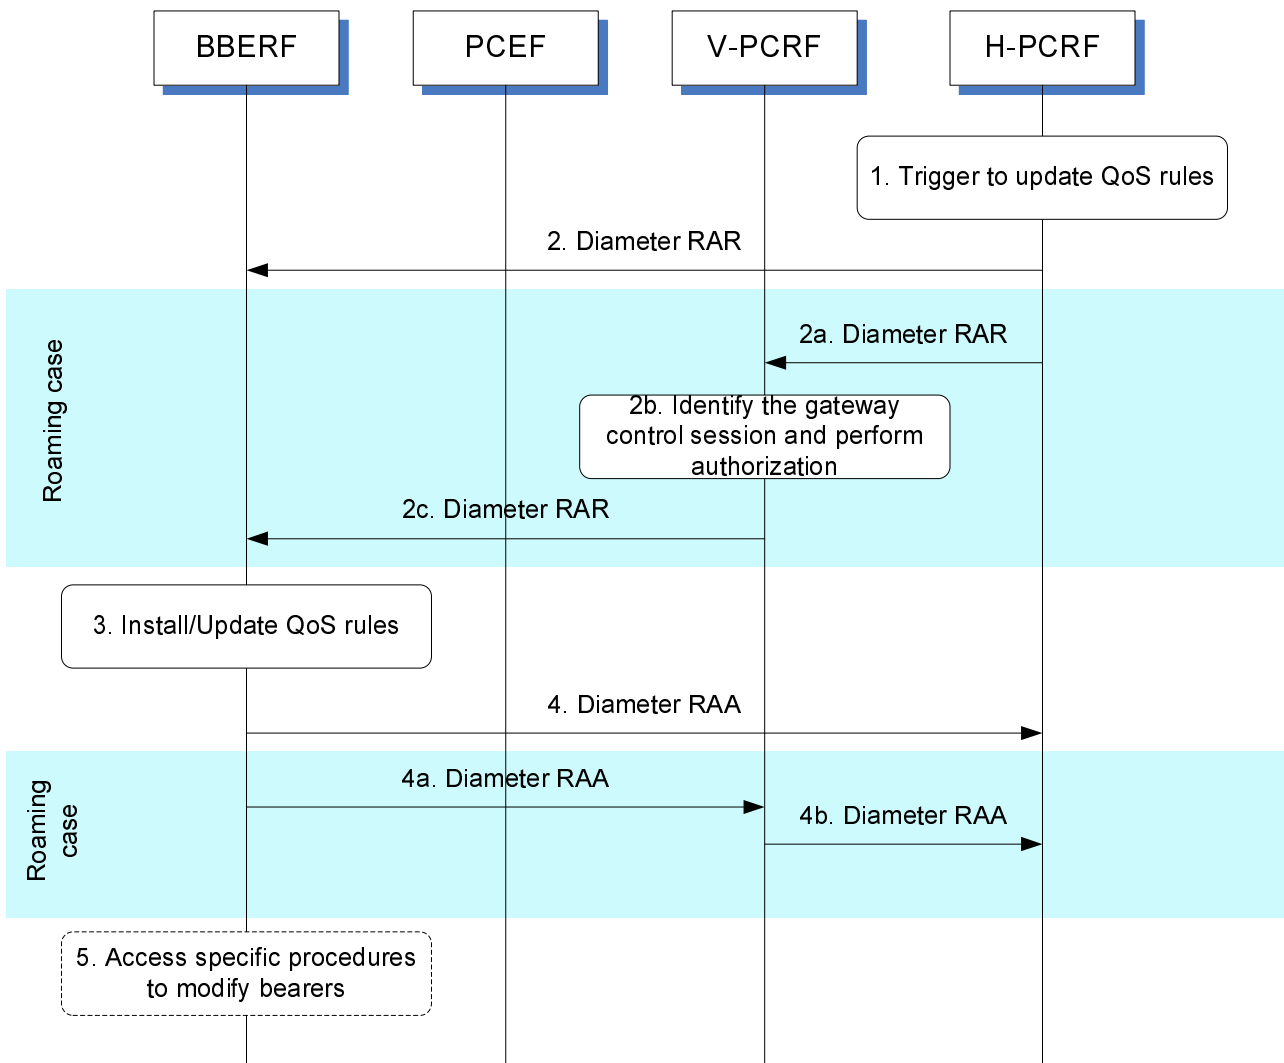 BBERF
PCEF
V-PCRF
H-PCRF
1. Trigger to update QoS rules
2. Diameter RAR
Roaming case
2a. Diameter RAR
2b. Identify the gateway
control session and perform
authorization
2c. Diameter RAR
3. Install/Update QoS rules
4. Diameter RAA
Roaming
case
4a. Diameter RAA
4b. Diameter RAA
5. Access specific procedures
to modify bearers